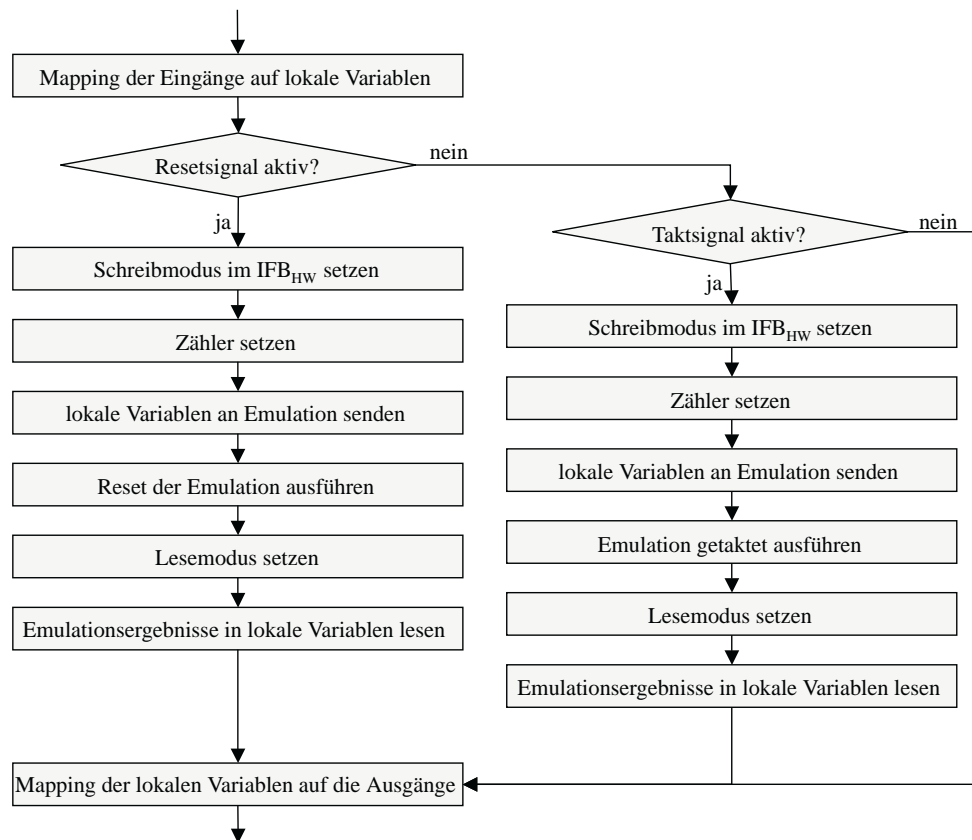 Mapping der Eingänge auf lokale Variablen
Resetsignal aktiv?
nein
ja
Taktsignal aktiv?
nein
ja
Schreibmodus im IFB_HW setzen
Zähler setzen
lokale Variablen an Emulation senden
Reset der Emulation ausführen
Lesemodus setzen
Emulationsergebnisse in lokale Variablen lesen
Schreibmodus im IFB_HW setzen
Zähler setzen
lokale Variablen an Emulation senden
Emulation getaktet ausführen
Lesemodus setzen
Emulationsergebnisse in lokale Variablen lesen
Mapping der lokalen Variablen auf die Ausgänge